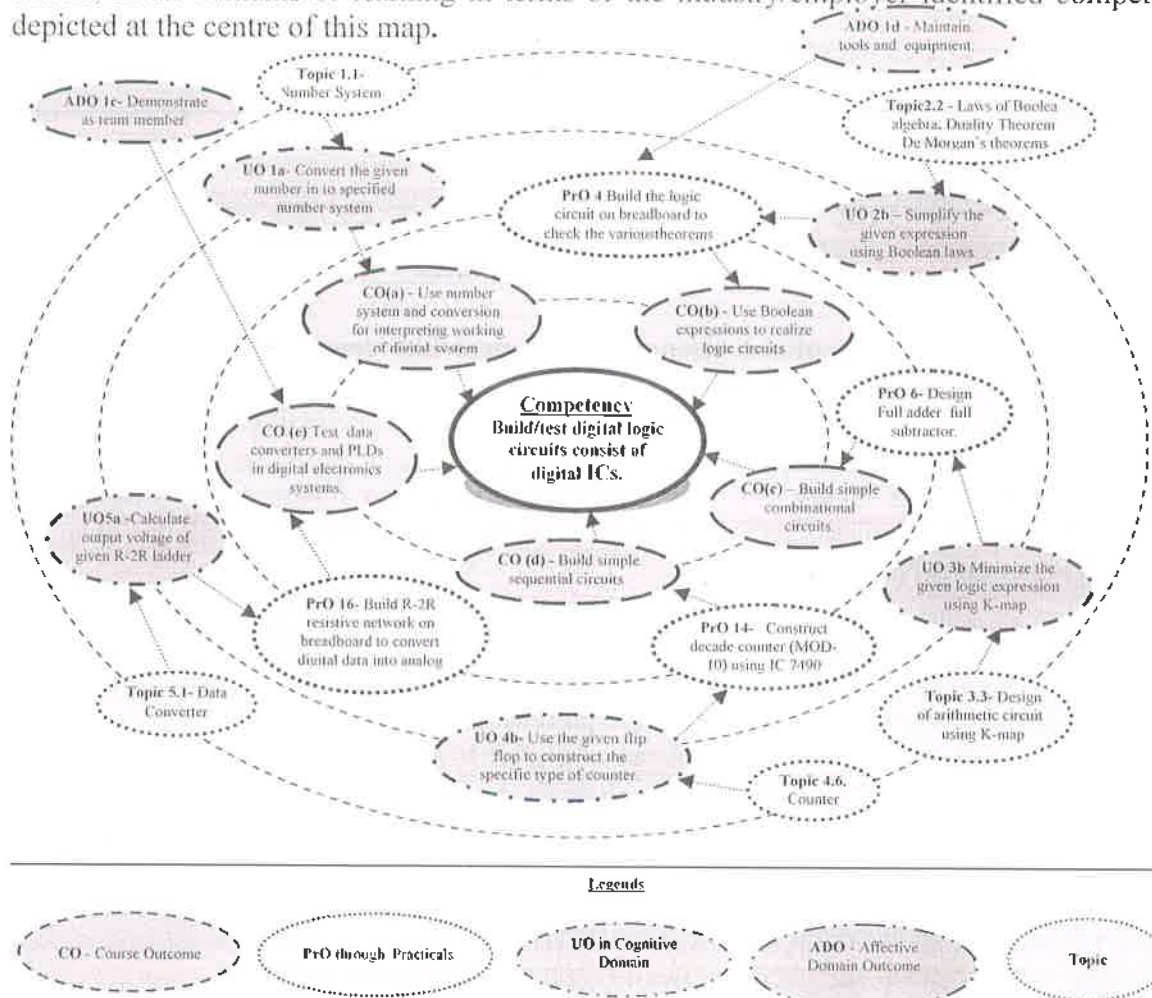 depicted at the centre of this map.
ADO 1d - Maintain
tools and equipment.
Topic 1.1-
Number System
ADO 1c- Demonstrate
as team member
Topic2.2 - Laws of Boolea
algebra, Duality Theorem
De Morgan's theorems
UO 1a- Convert the given
number in to specified
number system
PrO 4 Build the logic
circuit on breadboard to
check the varioustheorems
UO 2b – Simplify the
given expression
using Boolean laws
CO(a) - Use number
system and conversion
for interpreting working
of digital system
CO(b) - Use Boolean
expressions to realize
logic circuits
Competency
Build/test digital logic
circuits consist of
digital ICs.
PrO 6- Design
Full adder full
subtractor.
CO (e) Test data
converters and PLDs
in digital electronics
systems.
CO(c) – Build simple
combinational
circuits
UO5a -Calculate
output voltage of
given R-2R ladder
CO (d) - Build simple
sequential circuits
UO 3b Minimize the
given logic expression
using K-map
PrO 16- Build R-2R
resistive network on
breadboard to convert
digital data into analog
PrO 14- Construct
decade counter (MOD-
10) using IC 7490
Topic 5.1- Data
Converter
Topic 3.3- Design
of arithmetic circuit
using K-map
UO 4b- Use the given flip
flop to construct the
specific type of counter
Topic 4.6.
Counter
Legends
CO - Course Outcome
PrO through Practicals
UO in Cognitive
Domain
ADO - Affective
Domain Outcome
Topic